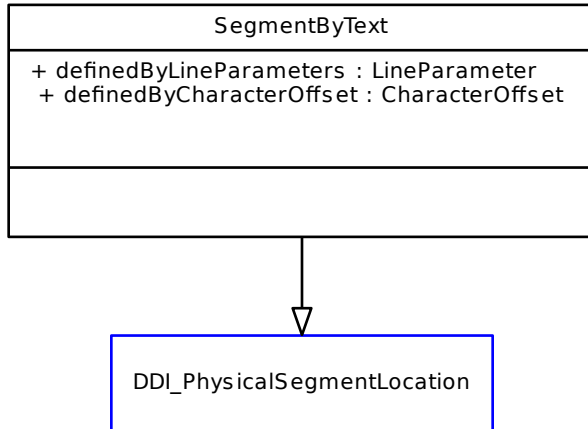 SegmentByText
+ definedByLineParameters : LineParameter
+ definedByCharacterOffset : CharacterOffset
DDI_PhysicalSegmentLocation